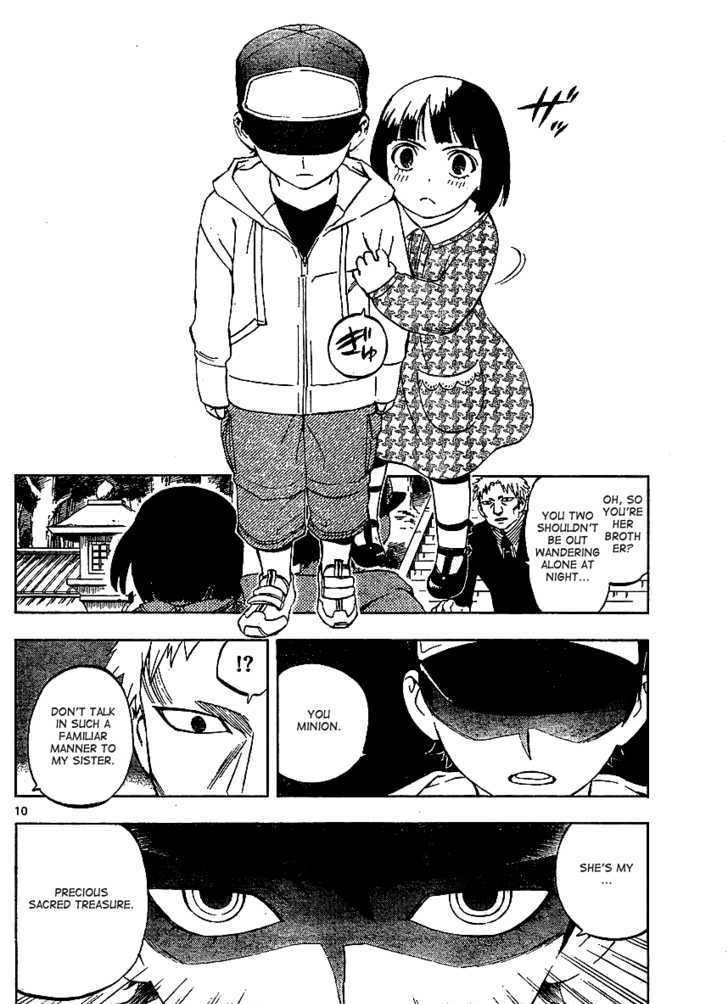 ザッ
ぎゅ
OH, SO
YOU'RE
HER
BROTH
ER?
YOU TWO
SHOULDN'T
BE OUT
WANDERING
ALONE AT
NIGHT...
YOU
MINION.
!?
DON'T TALK
IN SUCH A
FAMILIAR
MANNER TO
MY SISTER.
10
SHE'S MY
...
PRECIOUS
SACRED TREASURE.